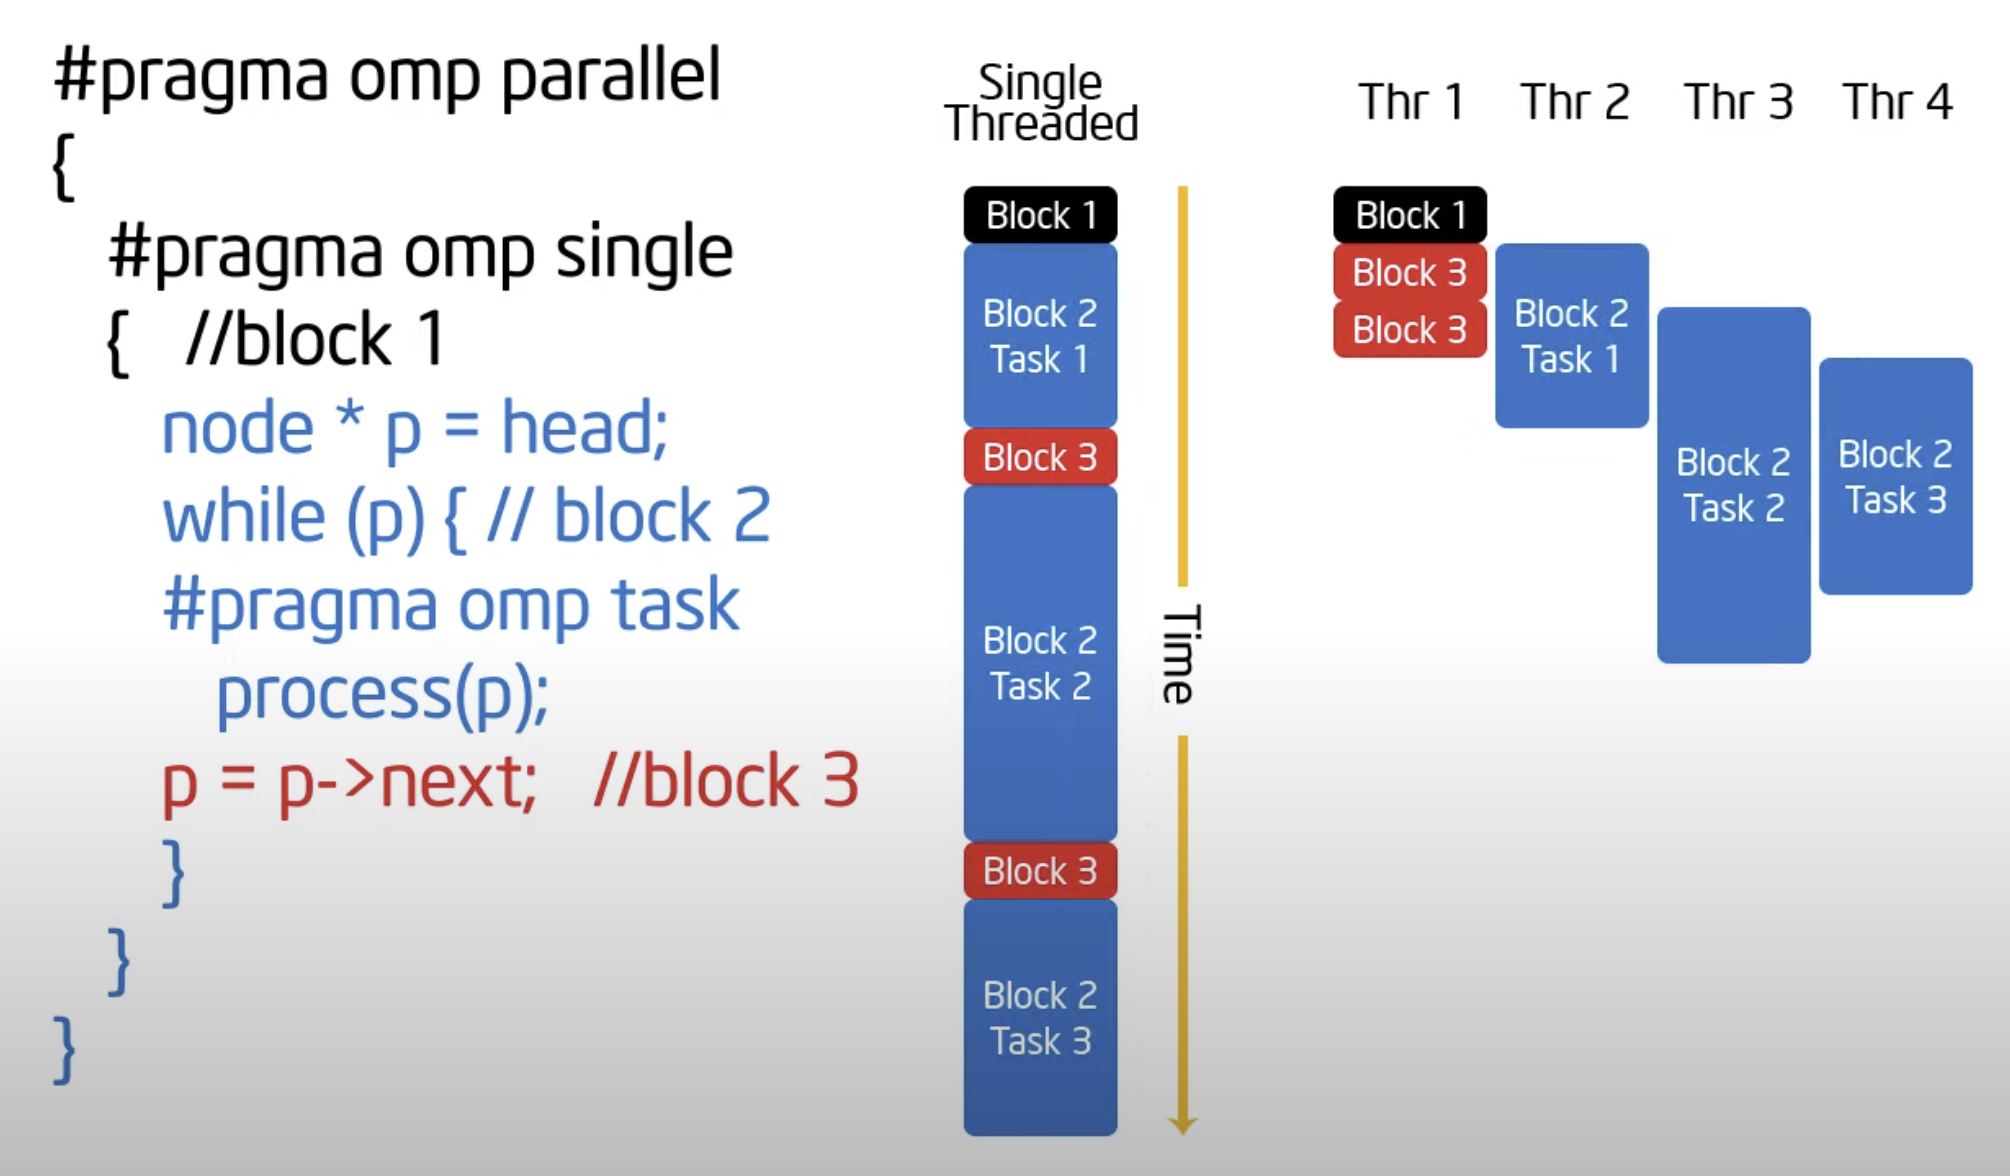 #pragma omp parallel
{
#pragma omp single
{ //block 1
node * p = head;
while (p) { // block 2
#pragma omp task
process(p);
p = p->next; //block 3
}
}
}
Single
Threaded
Block 1
Block 2
Task 1
Block 3
Block 2
Task 2
Block 3
Block 2
Task 3
Time
Thr 1 Thr 2 Thr 3 Thr 4
Block 1
Block 3
Block 3
Block 2
Task 1
Block 2
Task 2
Block 2
Task 3